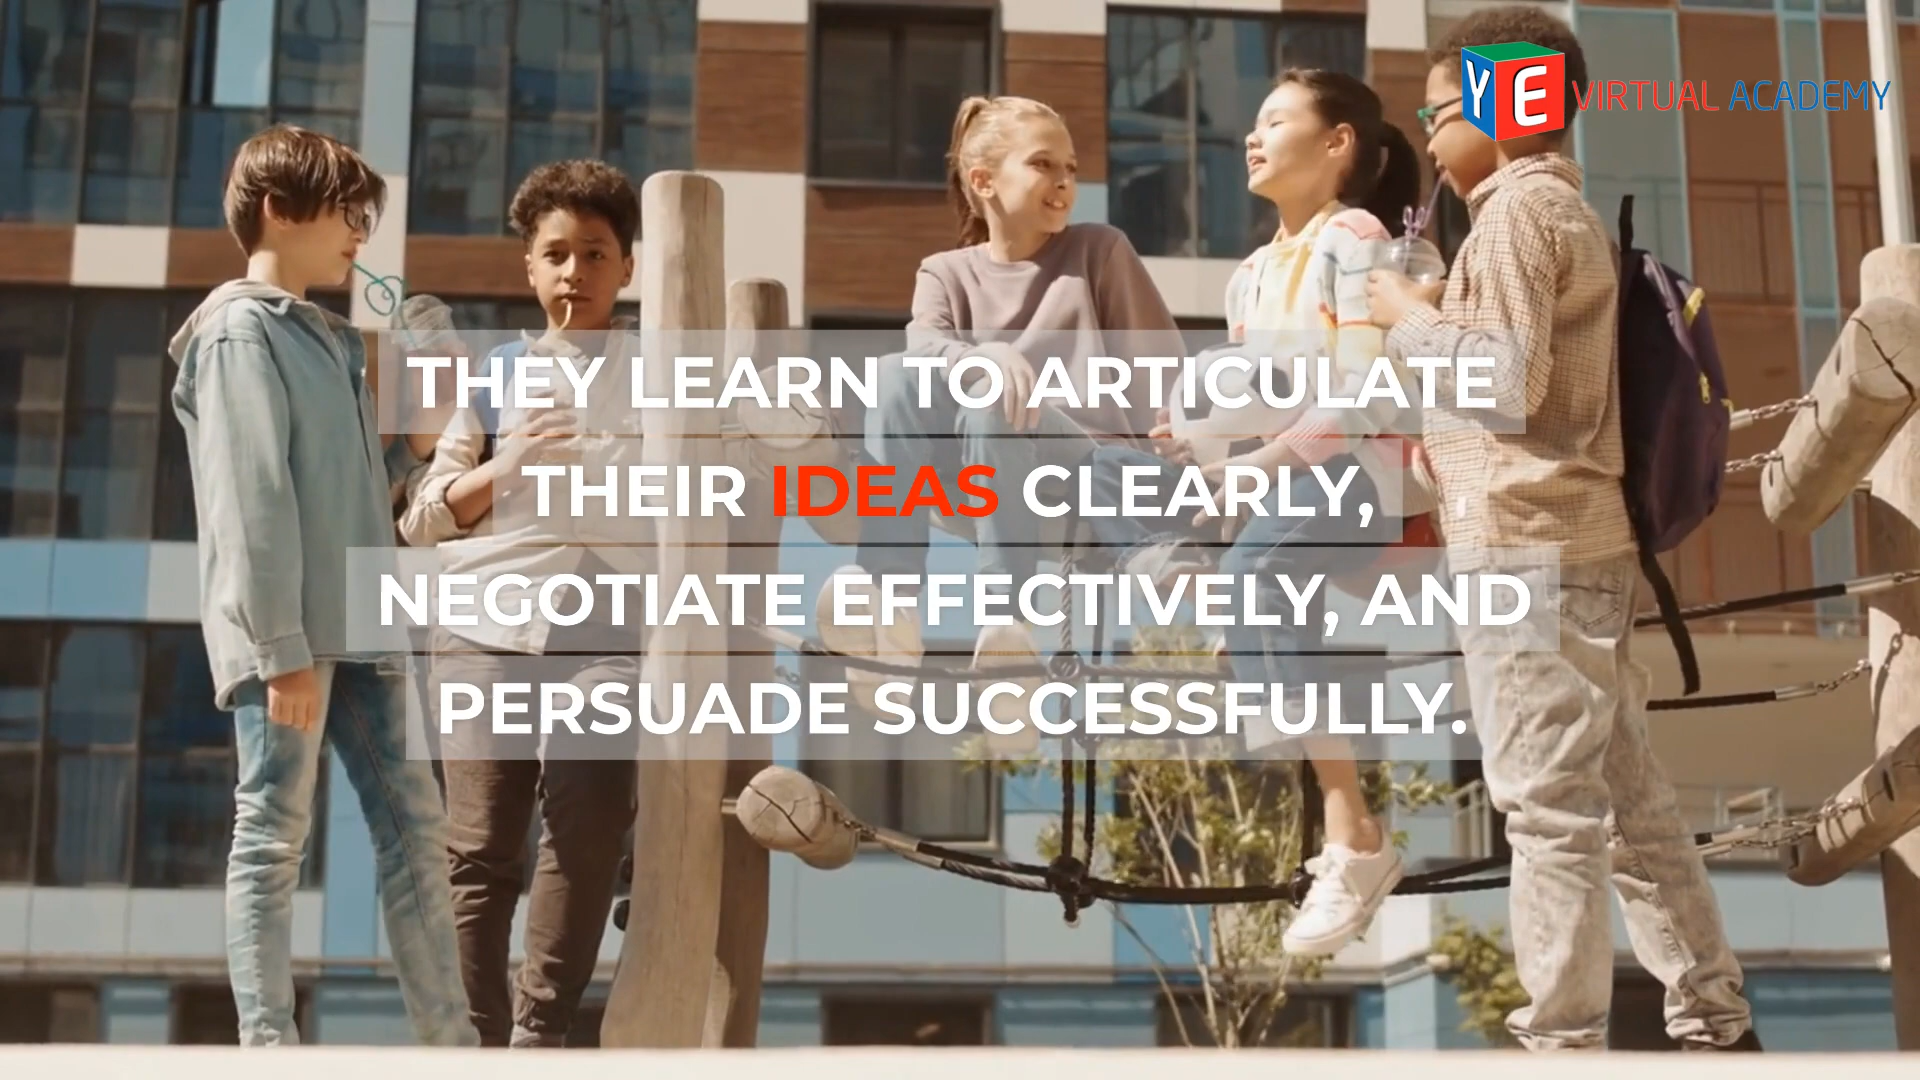 YE VIRTUAL ACADEMY
THEY LEARN TO ARTICULATE
THEIR IDEAS CLEARLY,
NEGOTIATE EFFECTIVELY, AND
PERSUADE SUCCESSFULLY.